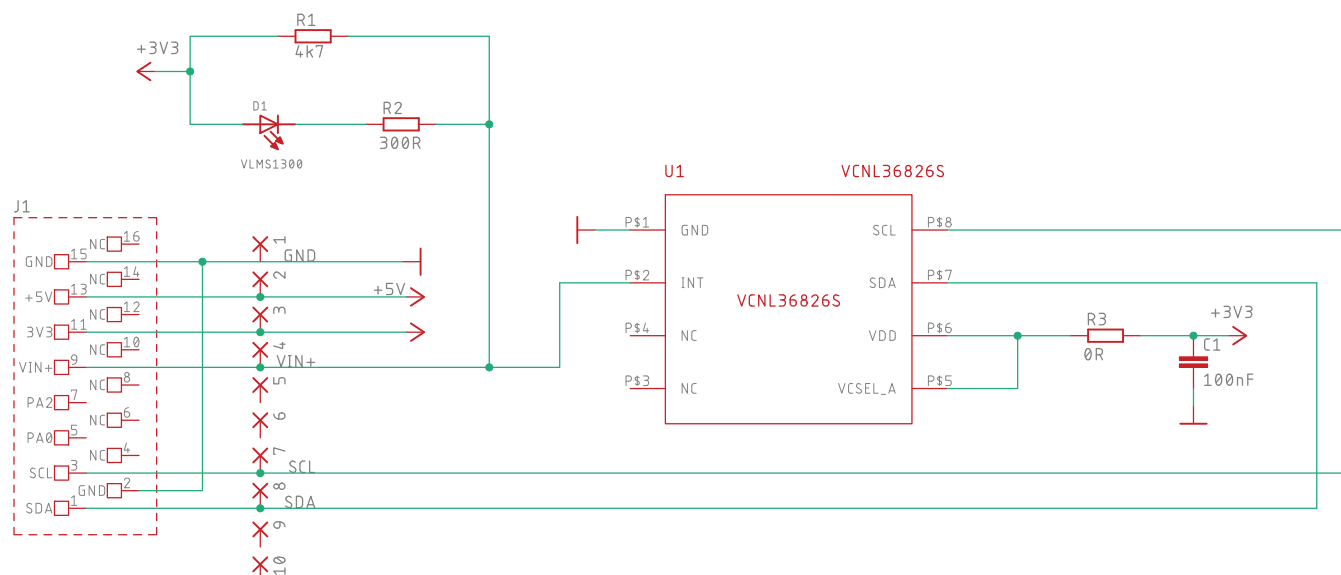 R1
4k7
+3V3
D1
VLMS1300
R2
300R
J1
NC 16
GND 15
NC 14
+5V 13
NC 12
3V3 11
NC 10
VIN+ 9
NC 8
PA2 7
NC 6
PA0 5
NC 4
SCL 3
GND 2
SDA 1
1
GND
2
+5V
3
4
VIN+
5
6
7
SCL
8
SDA
9
10
U1
VCNL36826S
P$1 GND
P$2 INT
P$4 NC
P$3 NC
VCNL36826S
SCL P$8
SDA P$7
VDD P$6
VCSEL_A P$5
R3
0R
+3V3
C1
100nF